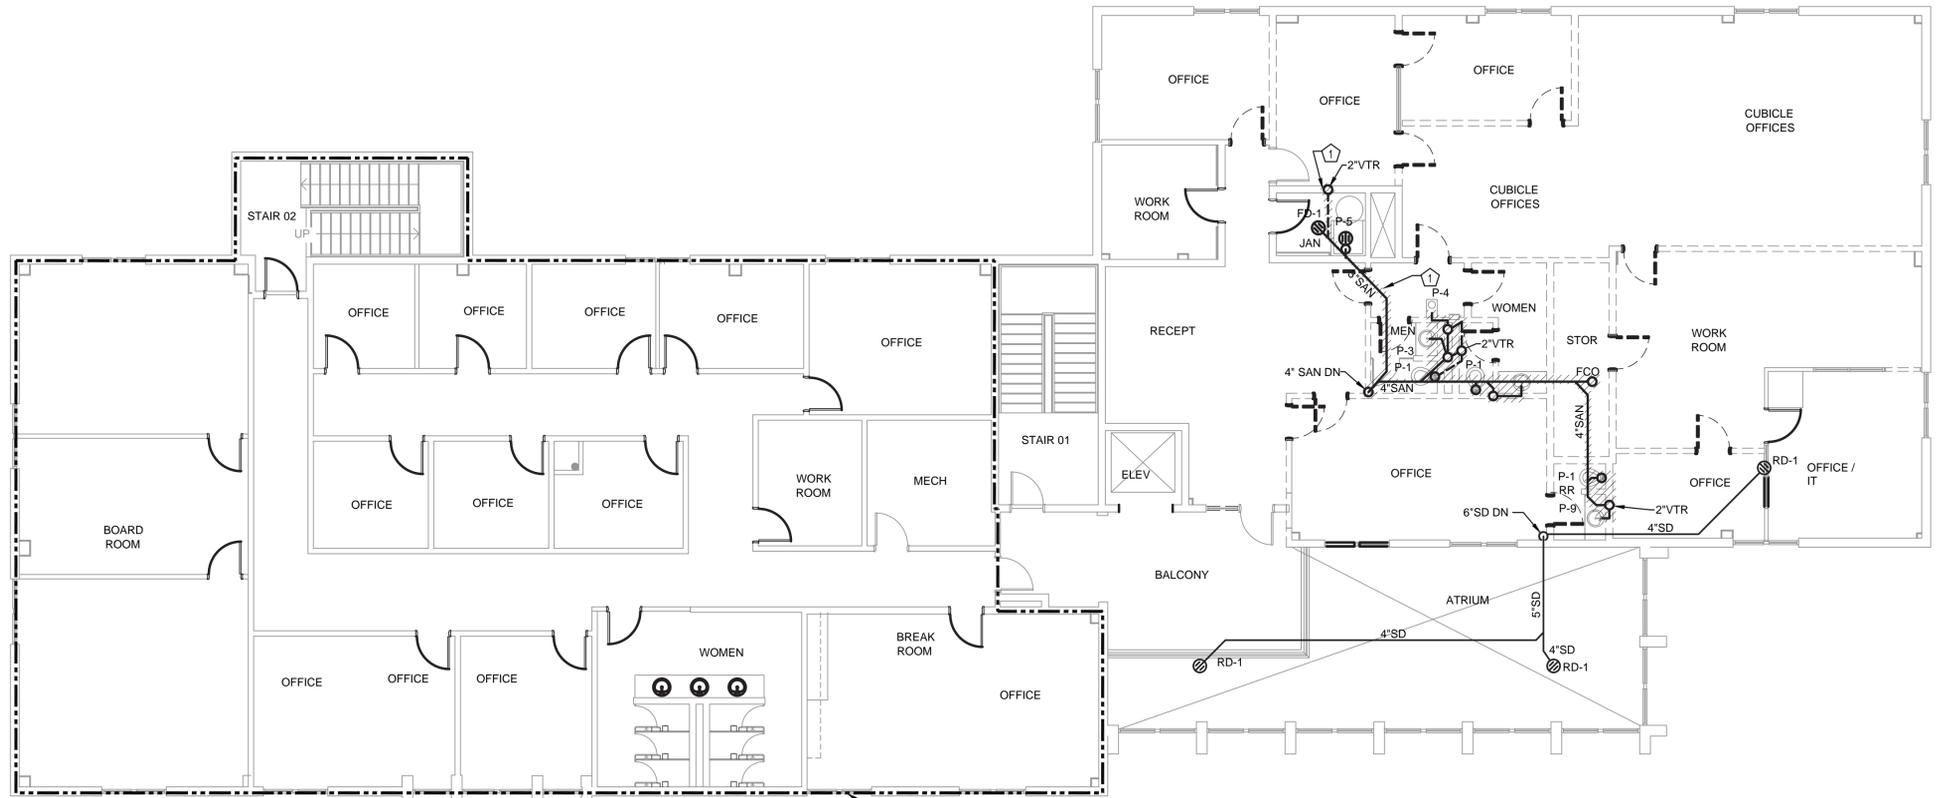 OFFICE
OFFICE
OFFICE
CUBICLE
OFFICES
1
2"VTR
CUBICLE
OFFICES
WORK
ROOM
STAIR 02
UP
FD-1
P-5
JAN
3"SAN
1
P-4
WOMEN
OFFICE
OFFICE
OFFICE
OFFICE
OFFICE
RECEPT
MEN
STOR
WORK
ROOM
P-3
2"VTR
P-1
P-1
4" SAN DN
4"SAN
FCO
4"SAN
STAIR 01
ELEV
OFFICE
RD-1
OFFICE /
IT
WORK
ROOM
MECH
OFFICE
OFFICE
OFFICE
P-1
RR
P-9
OFFICE
2"VTR
6"SD DN
4"SD
BOARD
ROOM
BALCONY
ATRIUM
5"SD
4"SD
4"SD
RD-1
RD-1
BREAK
ROOM
WOMEN
OFFICE
OFFICE
OFFICE
OFFICE